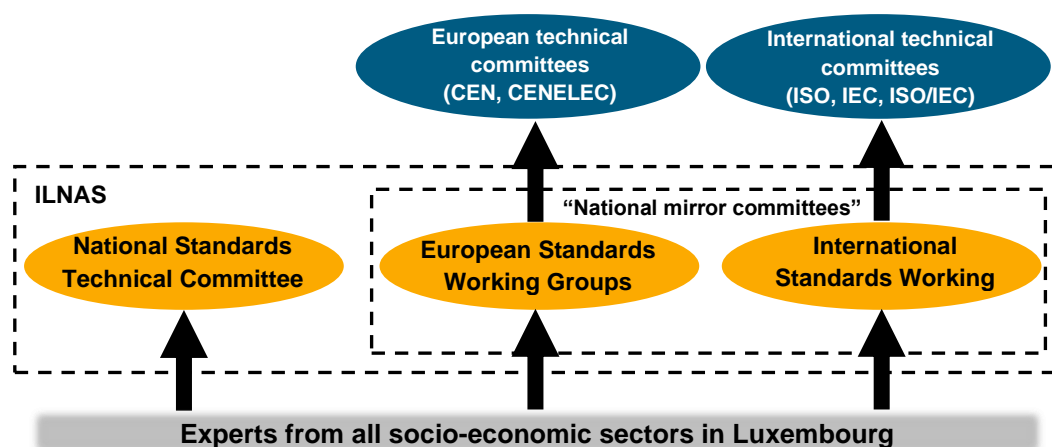 European technical
committees
(CEN, CENELEC)
International technical
committees
(ISO, IEC, ISO/IEC)
ILNAS
“National mirror committees”
National Standards
Technical Committee
European Standards
Working Groups
International
Standards Working
Experts from all socio-economic sectors in Luxembourg